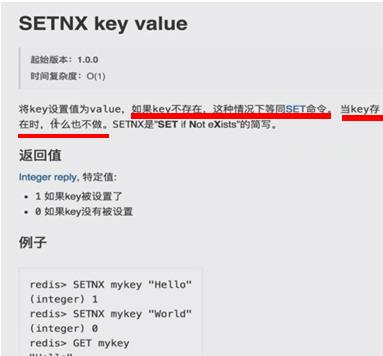 SETNX key value
起始版本：1.0.0
时间复杂度：O(1)
将key设置值为value，如果key不存在，这种情况下等同SET命令。 当key存
在时，什么也不做。SETNX是"SET if Not eXists"的简写。
返回值
Integer reply, 特定值:
• 1 如果key被设置了
• 0 如果key没有被设置
例子
redis> SETNX mykey "Hello"
(integer) 1
redis> SETNX mykey "World"
(integer) 0
redis> GET mykey
"Hello"